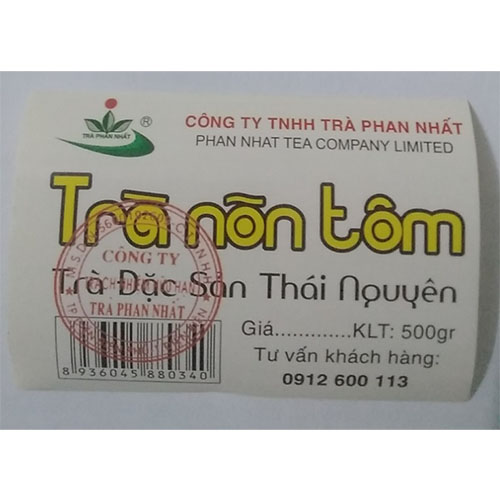 TRÀ PHAN NHẤT ®
CÔNG TY TNHH TRÀ PHAN NHẤT
PHAN NHAT TEA COMPANY LIMITED
Trà nõn tôm
Trà Đặc Sản Thái Nguyên
CÔNG TY
TRÀ PHAN NHẤT
Giá.............KLT: 500gr
Tư vấn khách hàng:
0912 600 113
8 936045 880340